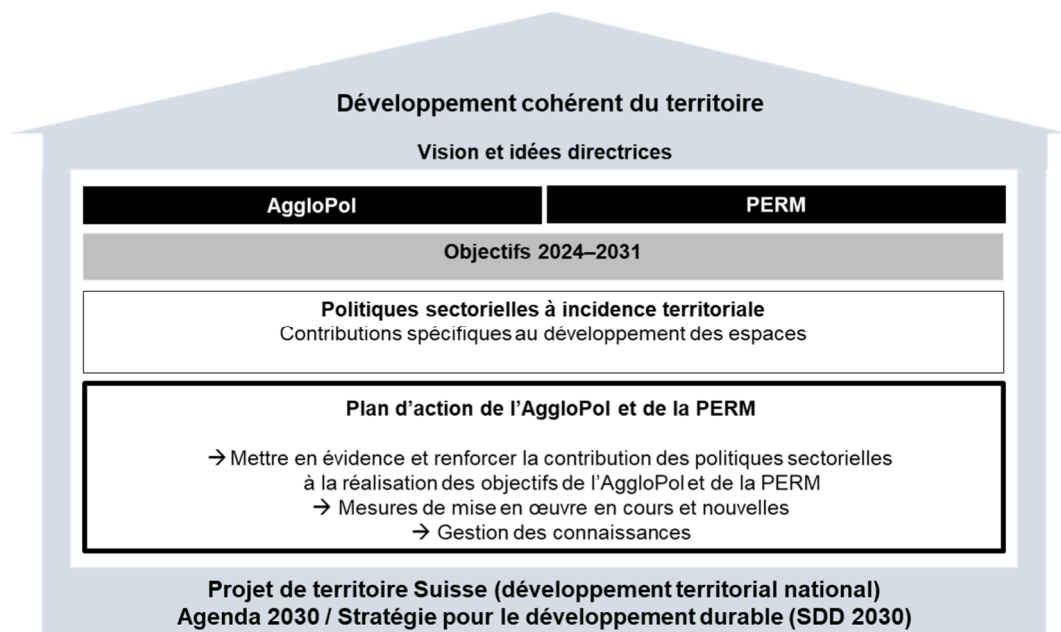 Développement cohérent du territoire
Vision et idées directrices
AggloPol
PERM
Objectifs 2024–2031
Politiques sectorielles à incidence territoriale
Contributions spécifiques au développement des espaces
Plan d'action de l'AggloPol et de la PERM
→ Mettre en évidence et renforcer la contribution des politiques sectorielles
à la réalisation des objectifs de l'AggloPol et de la PERM
→ Mesures de mise en œuvre en cours et nouvelles
→ Gestion des connaissances
Projet de territoire Suisse (développement territorial national)
Agenda 2030 / Stratégie pour le développement durable (SDD 2030)